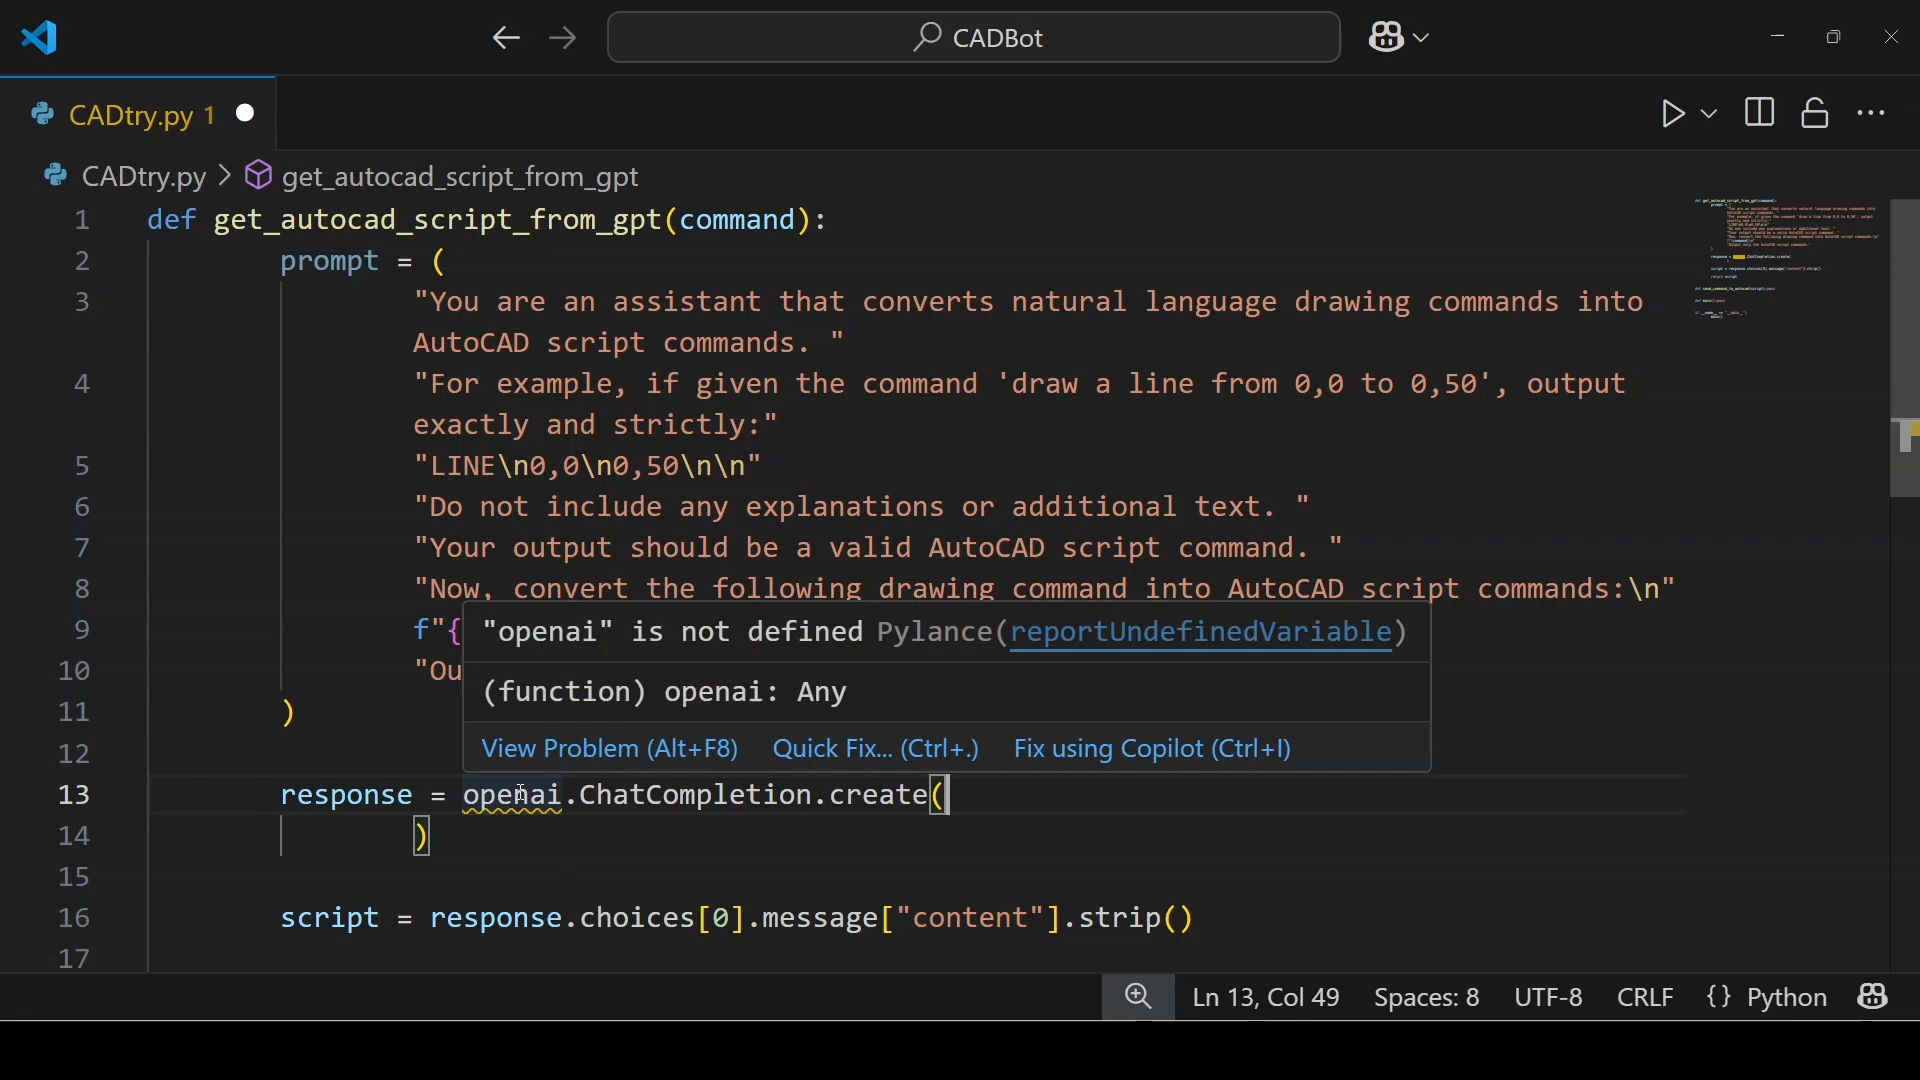 CADBot
CADtry.py 1
CADtry.py > get_autocad_script_from_gpt
1 def get_autocad_script_from_gpt(command):
2 prompt = (
3 "You are an assistant that converts natural language drawing commands into
AutoCAD script commands. "
4 "For example, if given the command 'draw a line from 0,0 to 0,50', output
exactly and strictly:"
5 "LINE\n0,0\n0,50\n\n"
6 "Do not include any explanations or additional text. "
7 "Your output should be a valid AutoCAD script command. "
8 "Now, convert the following drawing command into AutoCAD script commands:\n"
9 f"{
10 "Ou
"openai" is not defined Pylance(reportUndefinedVariable)
(function) openai: Any
View Problem (Alt+F8) Quick Fix... (Ctrl+.) Fix using Copilot (Ctrl+I)
11 )
12
13 response = openai.ChatCompletion.create(
14 )
15
16 script = response.choices[0].message["content"].strip()
17
Ln 13, Col 49 Spaces: 8 UTF-8 CRLF {} Python